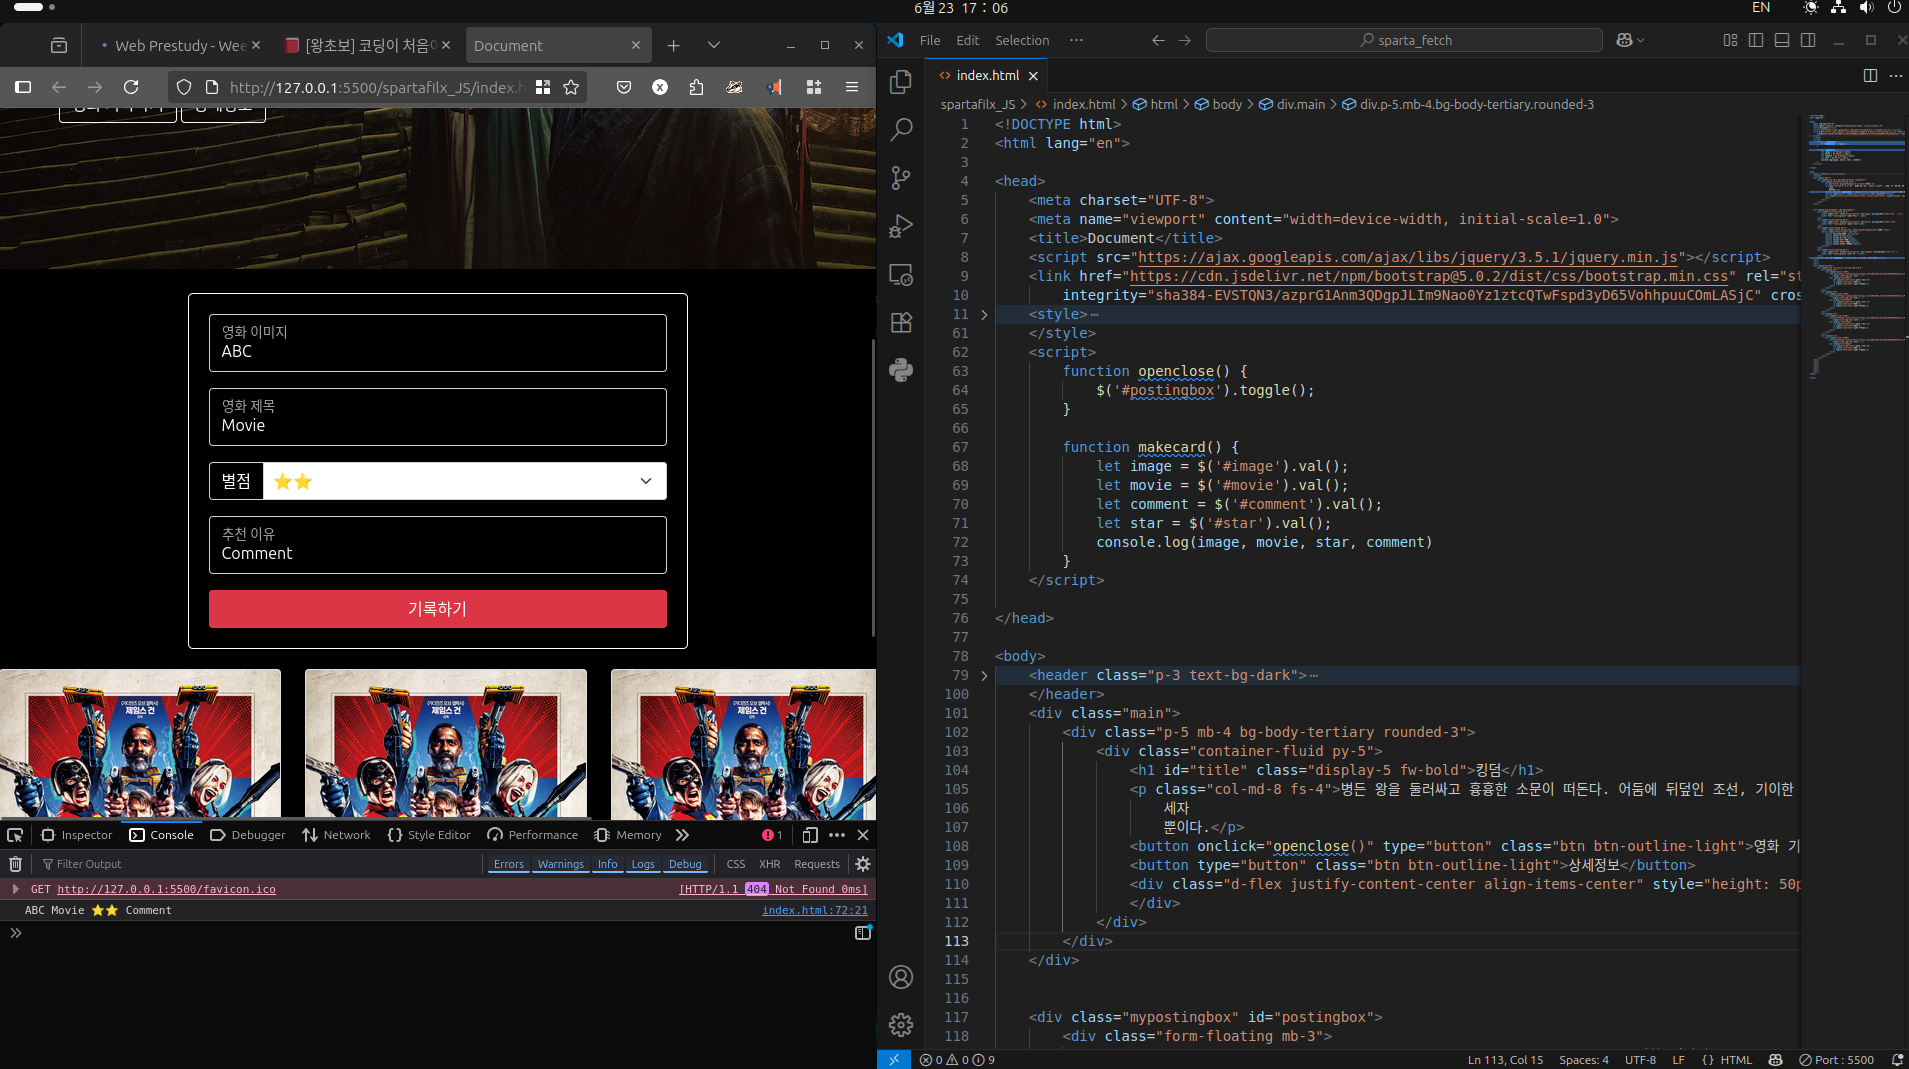 6월 23 17 : 06
EN
Web Prestudy - Wee
[왕초보] 코딩이 처음
Document
http://127.0.0.1:5500/spartafilx_JS/index.h
영화 이미지
ABC
영화 제목
Movie
별점 ⭐⭐
추천 이유
Comment
기록하기
Inspector Console Debugger Network Style Editor Performance Memory 1
Filter Output Errors Warnings Info Logs Debug CSS XHR Requests
GET http://127.0.0.1:5500/favicon.ico [HTTP/1.1 404 Not Found 0ms]
ABC Movie ⭐⭐ Comment index.html:72:21
File Edit Selection ··· sparta_fetch
index.html
spartafilx_JS > index.html > html > body > div.main > div.p-5.mb-4.bg-body-tertiary.rounded-3
1 <!DOCTYPE html>
2 <html lang="en">
3
4 <head>
5 <meta charset="UTF-8">
6 <meta name="viewport" content="width=device-width, initial-scale=1.0">
7 <title>Document</title>
8 <script src="https://ajax.googleapis.com/ajax/libs/jquery/3.5.1/jquery.min.js"></script>
9 <link href="https://cdn.jsdelivr.net/npm/bootstrap@5.0.2/dist/css/bootstrap.min.css" rel="st
10 integrity="sha384-EVSTQN3/azprG1Anm3QDgpJLIm9Nao0Yz1ztcQTwFspd3yD65VohhpuuCOmLASjC" cros
11 <style>···
61 </style>
62 <script>
63 function openclose() {
64 $('#postingbox').toggle();
65 }
66
67 function makecard() {
68 let image = $('#image').val();
69 let movie = $('#movie').val();
70 let comment = $('#comment').val();
71 let star = $('#star').val();
72 console.log(image, movie, star, comment)
73 }
74 </script>
75
76 </head>
77
78 <body>
79 <header class="p-3 text-bg-dark">···
100 </header>
101 <div class="main">
102 <div class="p-5 mb-4 bg-body-tertiary rounded-3">
103 <div class="container-fluid py-5">
104 <h1 id="title" class="display-5 fw-bold">킹덤</h1>
105 <p class="col-md-8 fs-4">병든 왕을 둘러싸고 흉흉한 소문이 떠돈다. 어둠에 뒤덮인 조선, 기이한
106 세자
107 뿐이다.</p>
108 <button onclick="openclose()" type="button" class="btn btn-outline-light">영화 기
109 <button type="button" class="btn btn-outline-light">상세정보</button>
110 <div class="d-flex justify-content-center align-items-center" style="height: 50p
111 </div>
112 </div>
113 </div>
114 </div>
115
116
117 <div class="mypostingbox" id="postingbox">
118 <div class="form-floating mb-3">
0 0 9 Ln 113, Col 15 Spaces: 4 UTF-8 LF {} HTML Port : 5500